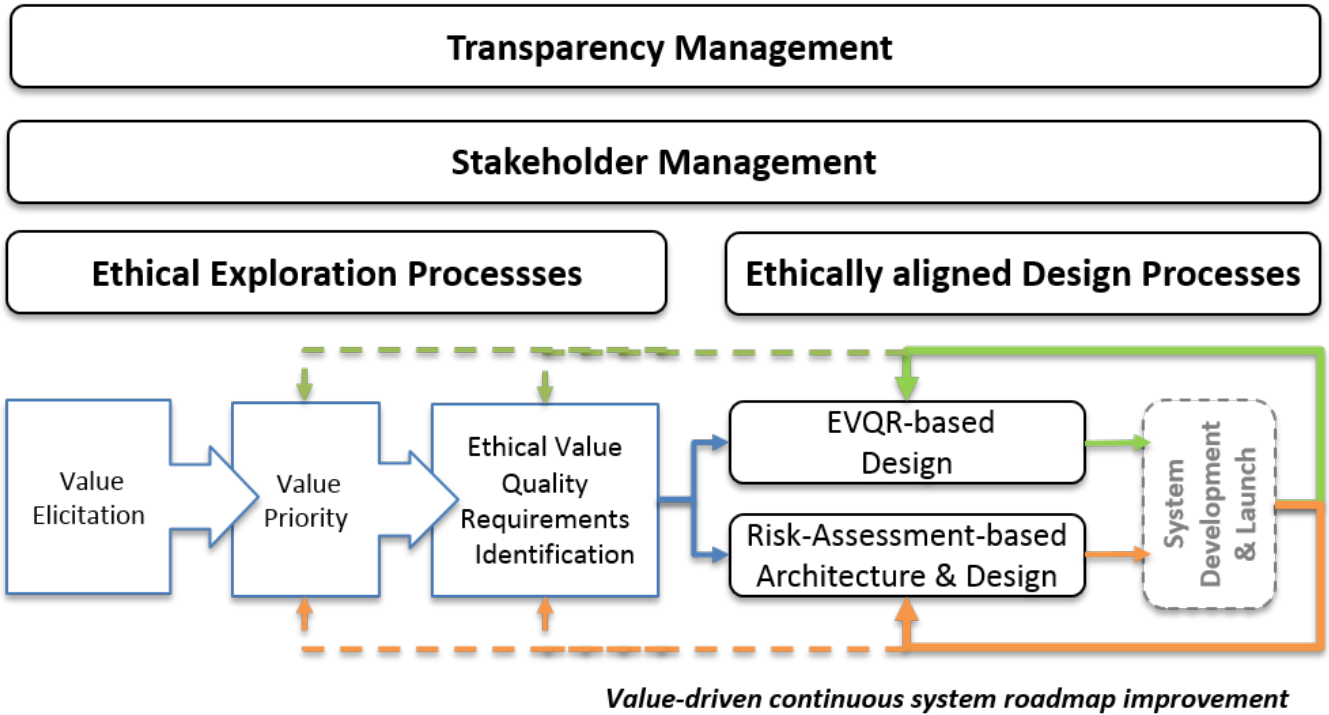 Transparency Management
Stakeholder Management
Ethical Exploration Processses
Ethically aligned Design Processes
Value
Elicitation
Value
Priority
Ethical Value
Quality
Requirements
Identification
EVQR-based
Design
Risk-Assessment-based
Architecture & Design
System
Development
& Launch
Value-driven continuous system roadmap improvement